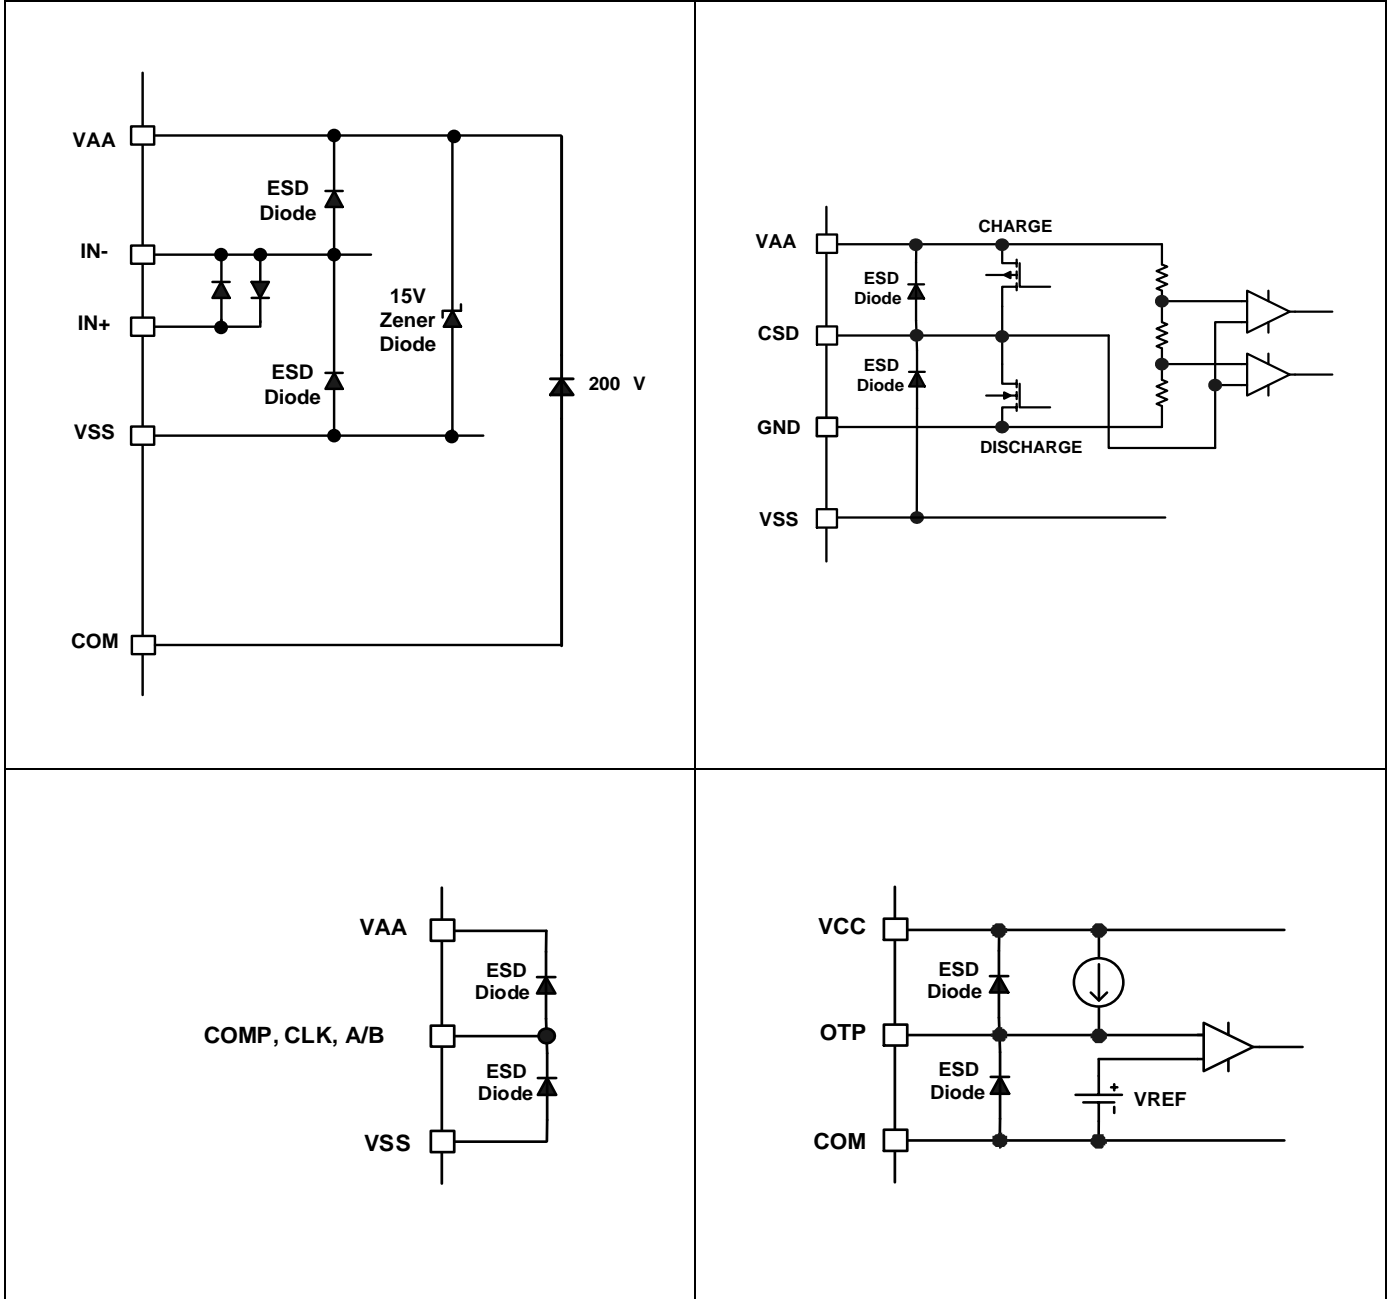 VAA
ESD
Diode
IN-
IN+
15V
Zener
Diode
ESD
Diode
200 V
VSS
COM
CHARGE
VAA
ESD
Diode
CSD
ESD
Diode
GND
DISCHARGE
VSS
VAA
ESD
Diode
COMP, CLK, A/B
ESD
Diode
VSS
VCC
ESD
Diode
OTP
ESD
Diode
+
VREF
COM